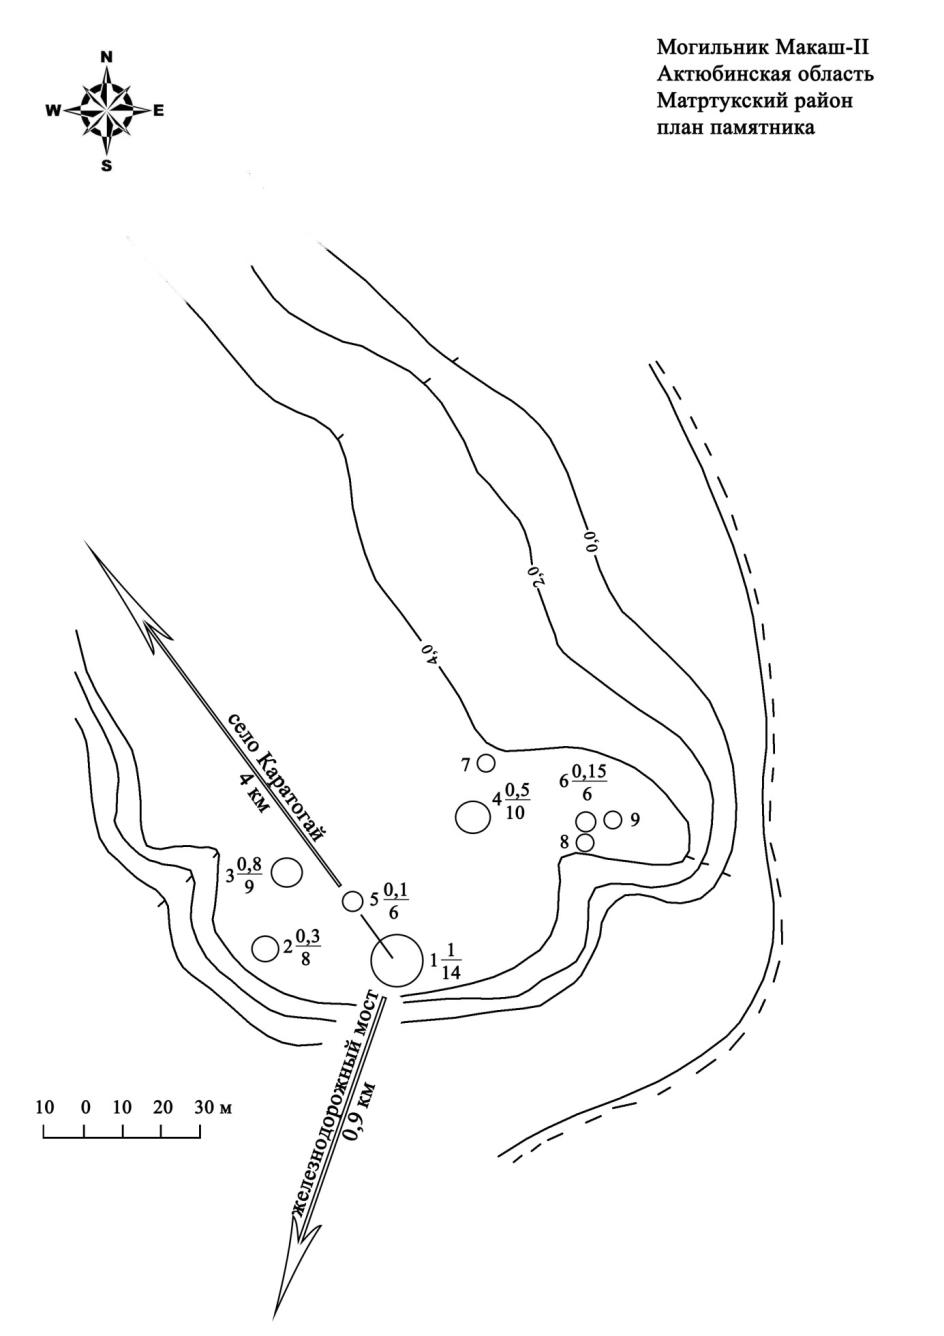 N
W E
S
Могильник Макаш-II
Актюбинская область
Матртукский район
план памятника
0,0
2,0
4,0
село Каратогай
4 км
7
4 0,5/10
6 0,15/6
9
8
3 0,8/9
5 0,1/6
2 0,3/8
1 1/14
железнодорожный мост
0,9 км
10 0 10 20 30 м